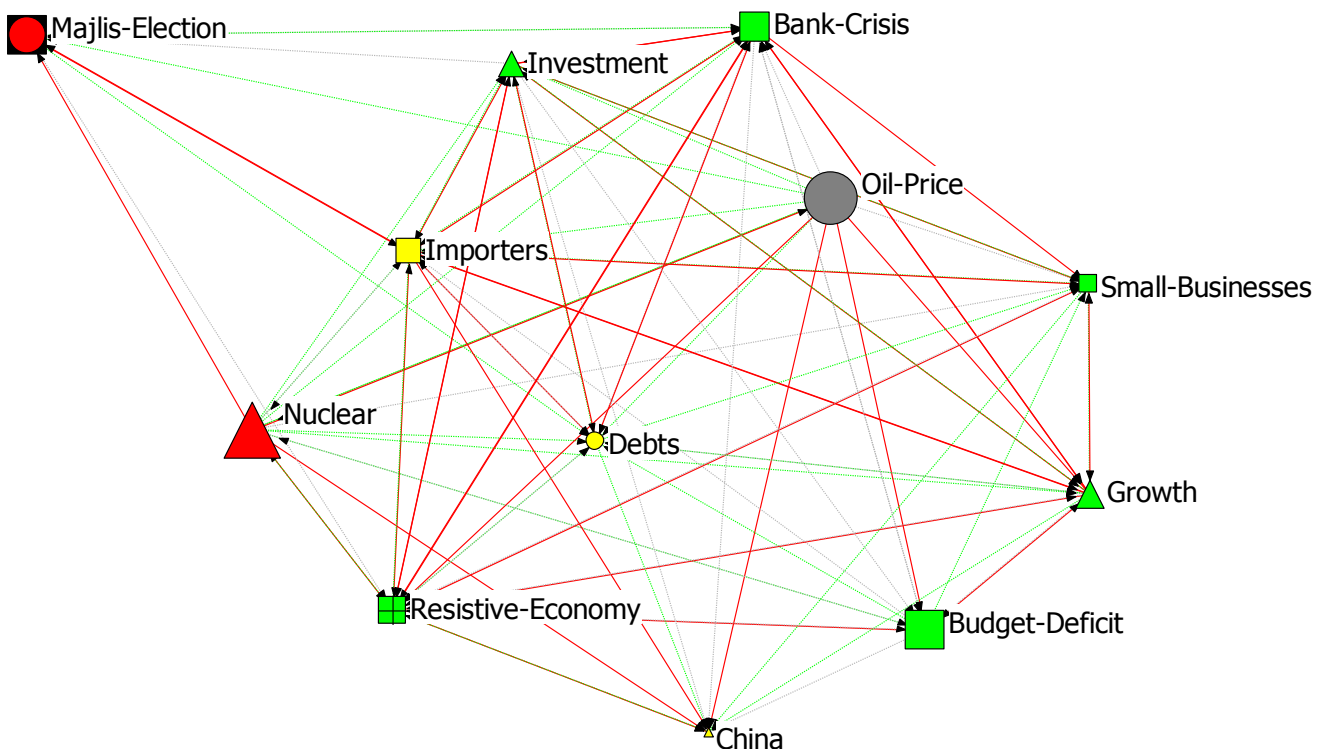 Majlis-Election
Bank-Crisis
Investment
Oil-Price
Importers
Small-Businesses
Nuclear
Debts
Growth
Resistive-Economy
Budget-Deficit
China